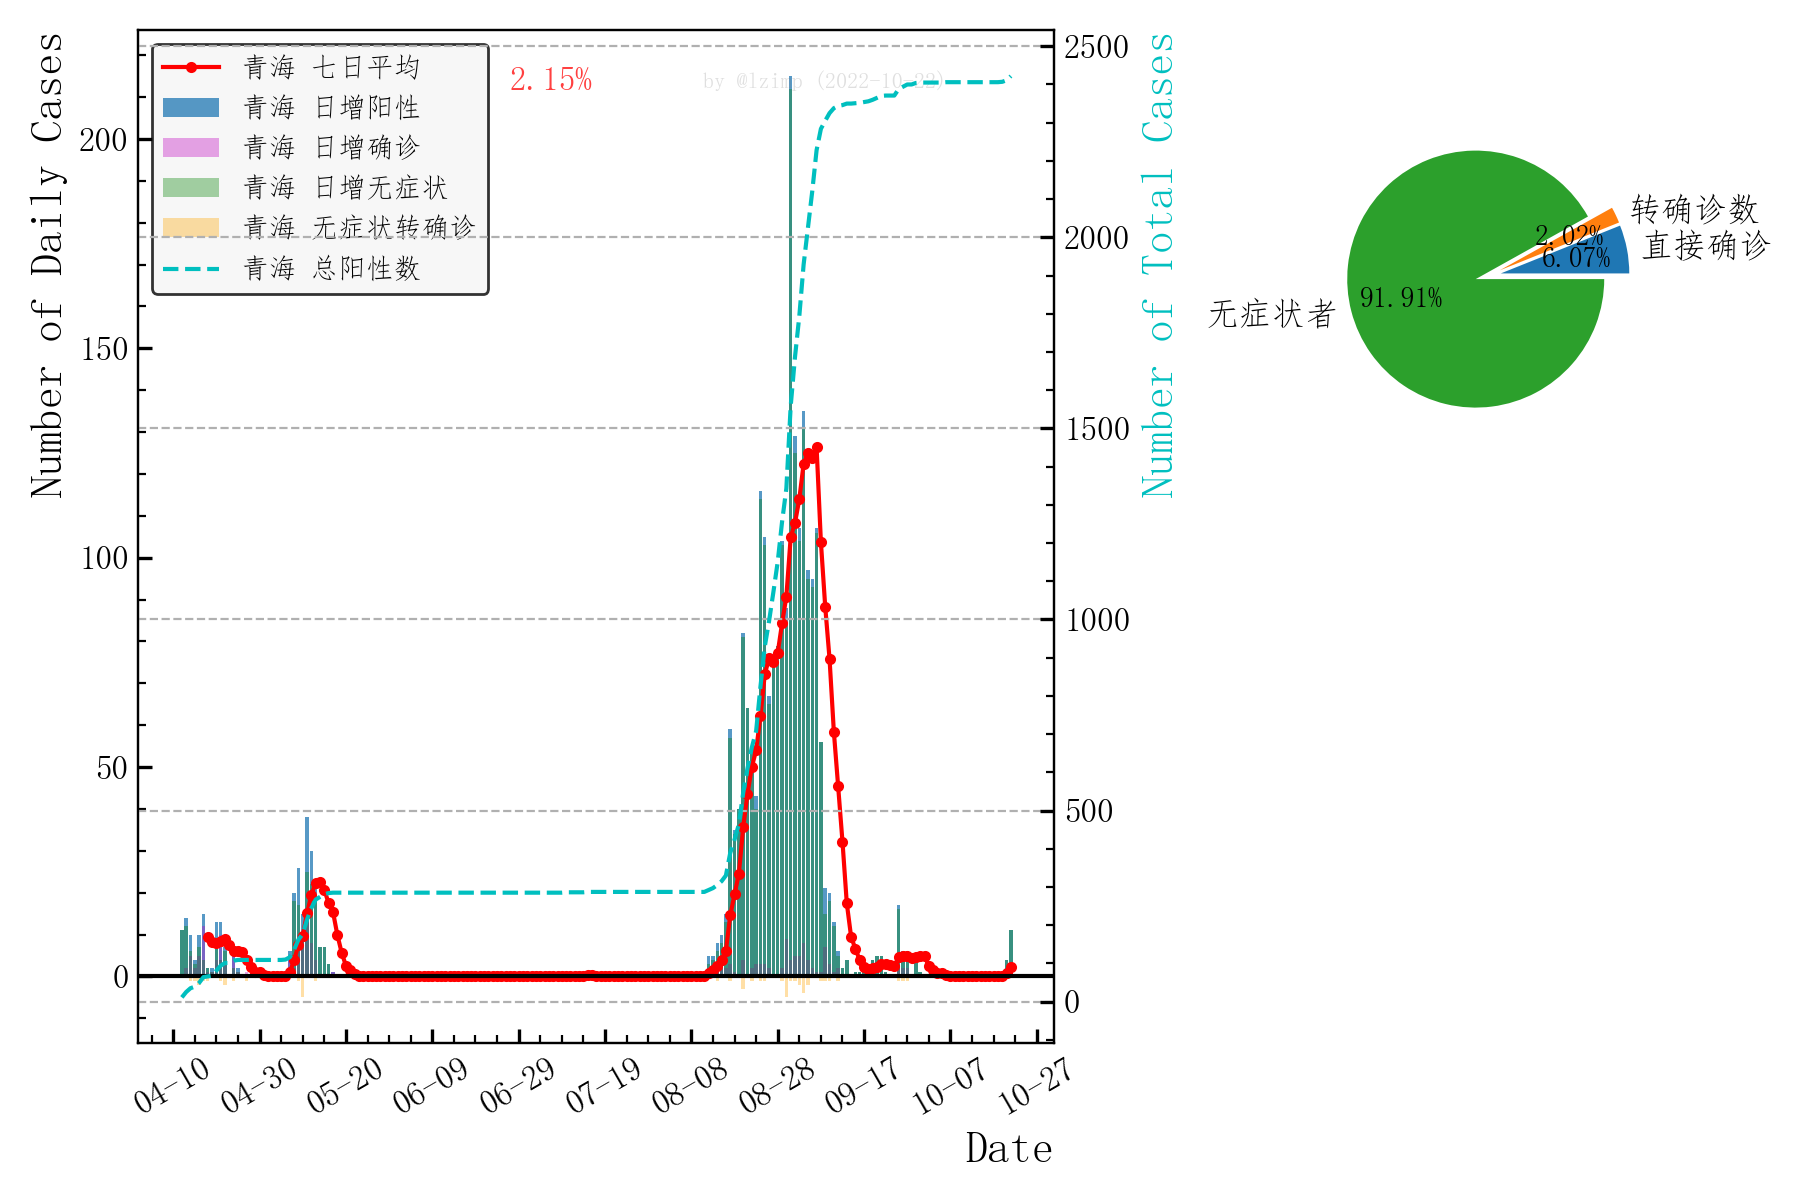 青海 七日平均
青海 日增阳性
青海 日增确诊
青海 日增无症状
青海 无症状转确诊
青海 总阳性数
2.15%
by @lzimp (2022-10-22)
Number of Daily Cases
200
150
100
50
0
2500
2000
1500
1000
500
0
Number of Total Cases
04-10
04-30
05-20
06-09
06-29
07-19
08-08
08-28
09-17
10-07
10-27
Date
转确诊数
2.02%
直接确诊
6.07%
无症状者
91.91%